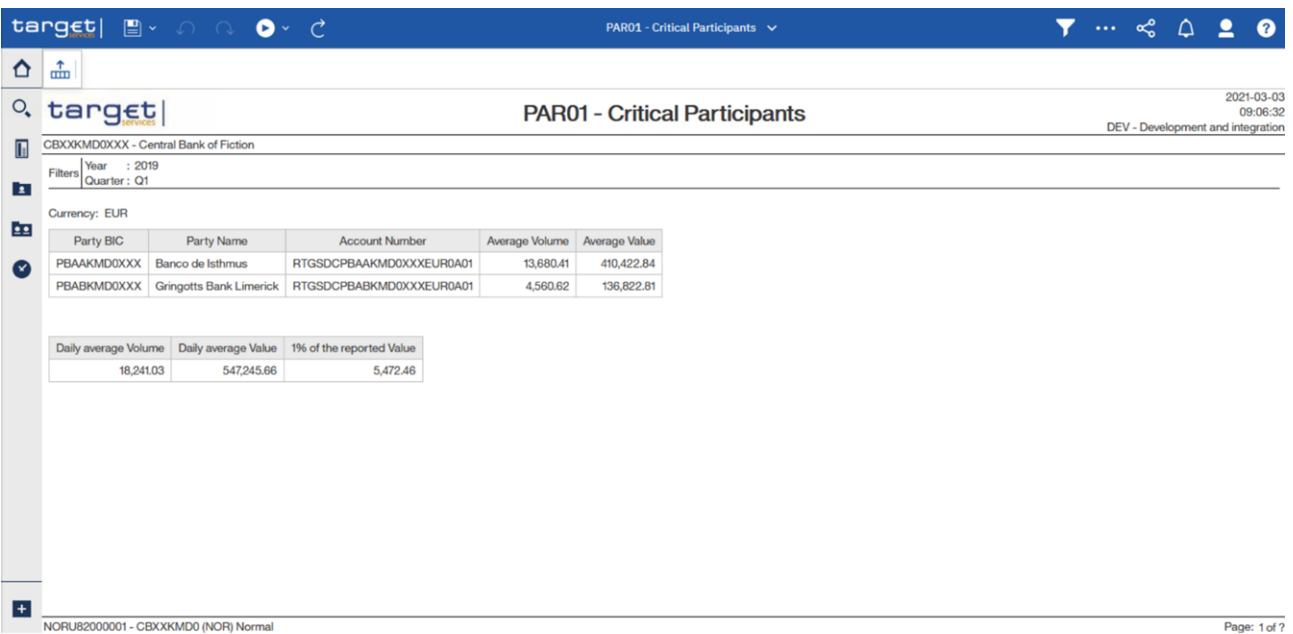 target| services PAR01 - Critical Participants ?
target| services PAR01 - Critical Participants 2021-03-03
09:06:32
DEV - Development and integration
CBXXKMD0XXX - Central Bank of Fiction
Filters Year : 2019
Quarter : Q1
Currency: EUR
Party BIC Party Name Account Number Average Volume Average Value
PBAAKMD0XXX Banco de Isthmus RTGSDCPBAAKMD0XXXEUR0A01 13,680.41 410,422.84
PBABKMD0XXX Gringotts Bank Limerick RTGSDCPBABKMD0XXXEUR0A01 4,560.62 136,822.81
Daily average Volume Daily average Value 1% of the reported Value
18,241.03 547,245.66 5,472.46
NORU82000001 - CBXXKMD0 (NOR) Normal Page: 1 of ?